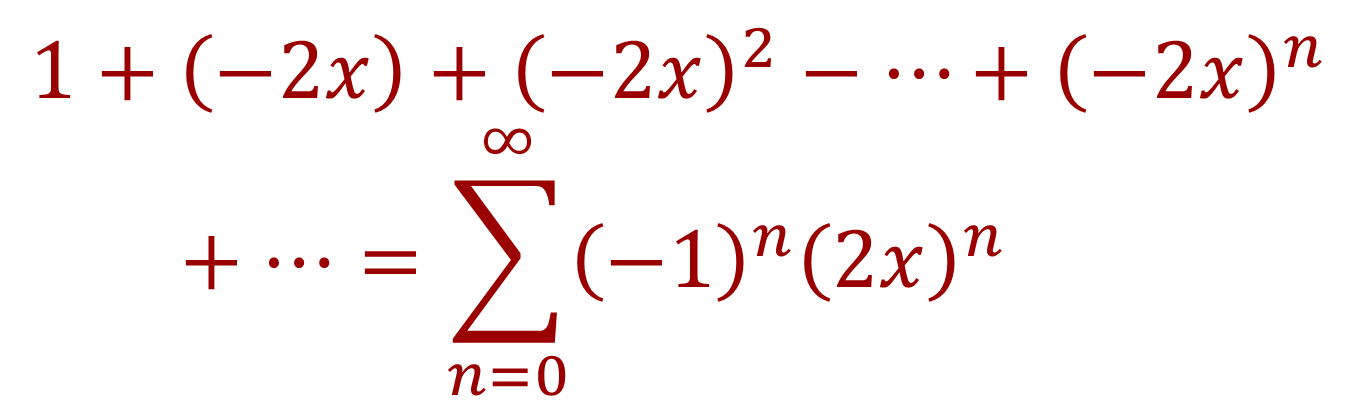 1 + (−2x) + (−2x)² − ⋯ + (−2x)ⁿ
+ ⋯ = ∑_{n=0}^{∞} (−1)ⁿ(2x)ⁿ